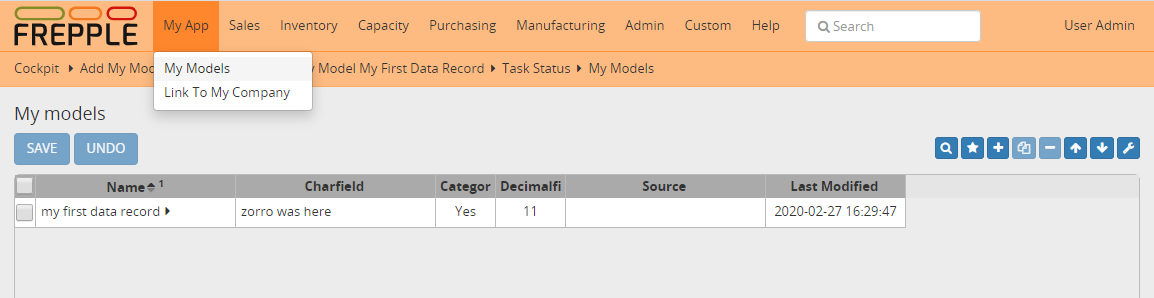 FREPPLE My App Sales Inventory Capacity Purchasing Manufacturing Admin Custom Help Search User Admin
Cockpit Add My Mod My Models y Model My First Data Record Task Status My Models
Link To My Company
My models
SAVE UNDO
Name 1 Charfield Categor Decimalfi Source Last Modified
my first data record zorro was here Yes 11 2020-02-27 16:29:47